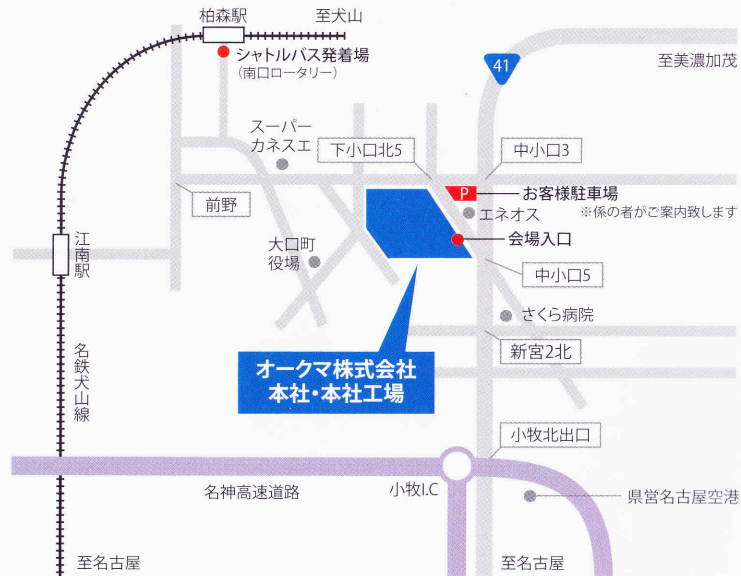 柏森駅
至犬山
シャトルバス発着場
(南口ロータリー)
41
至美濃加茂
スーパー
カネスエ
下小口北5
中小口3
前野
P
お客様駐車場
エネオス
※係の者がご案内致します
江南駅
大口町
役場
会場入口
中小口5
さくら病院
名鉄犬山線
新宮2北
オークマ株式会社
本社・本社工場
小牧北出口
名神高速道路
小牧I.C
県営名古屋空港
至名古屋
至名古屋